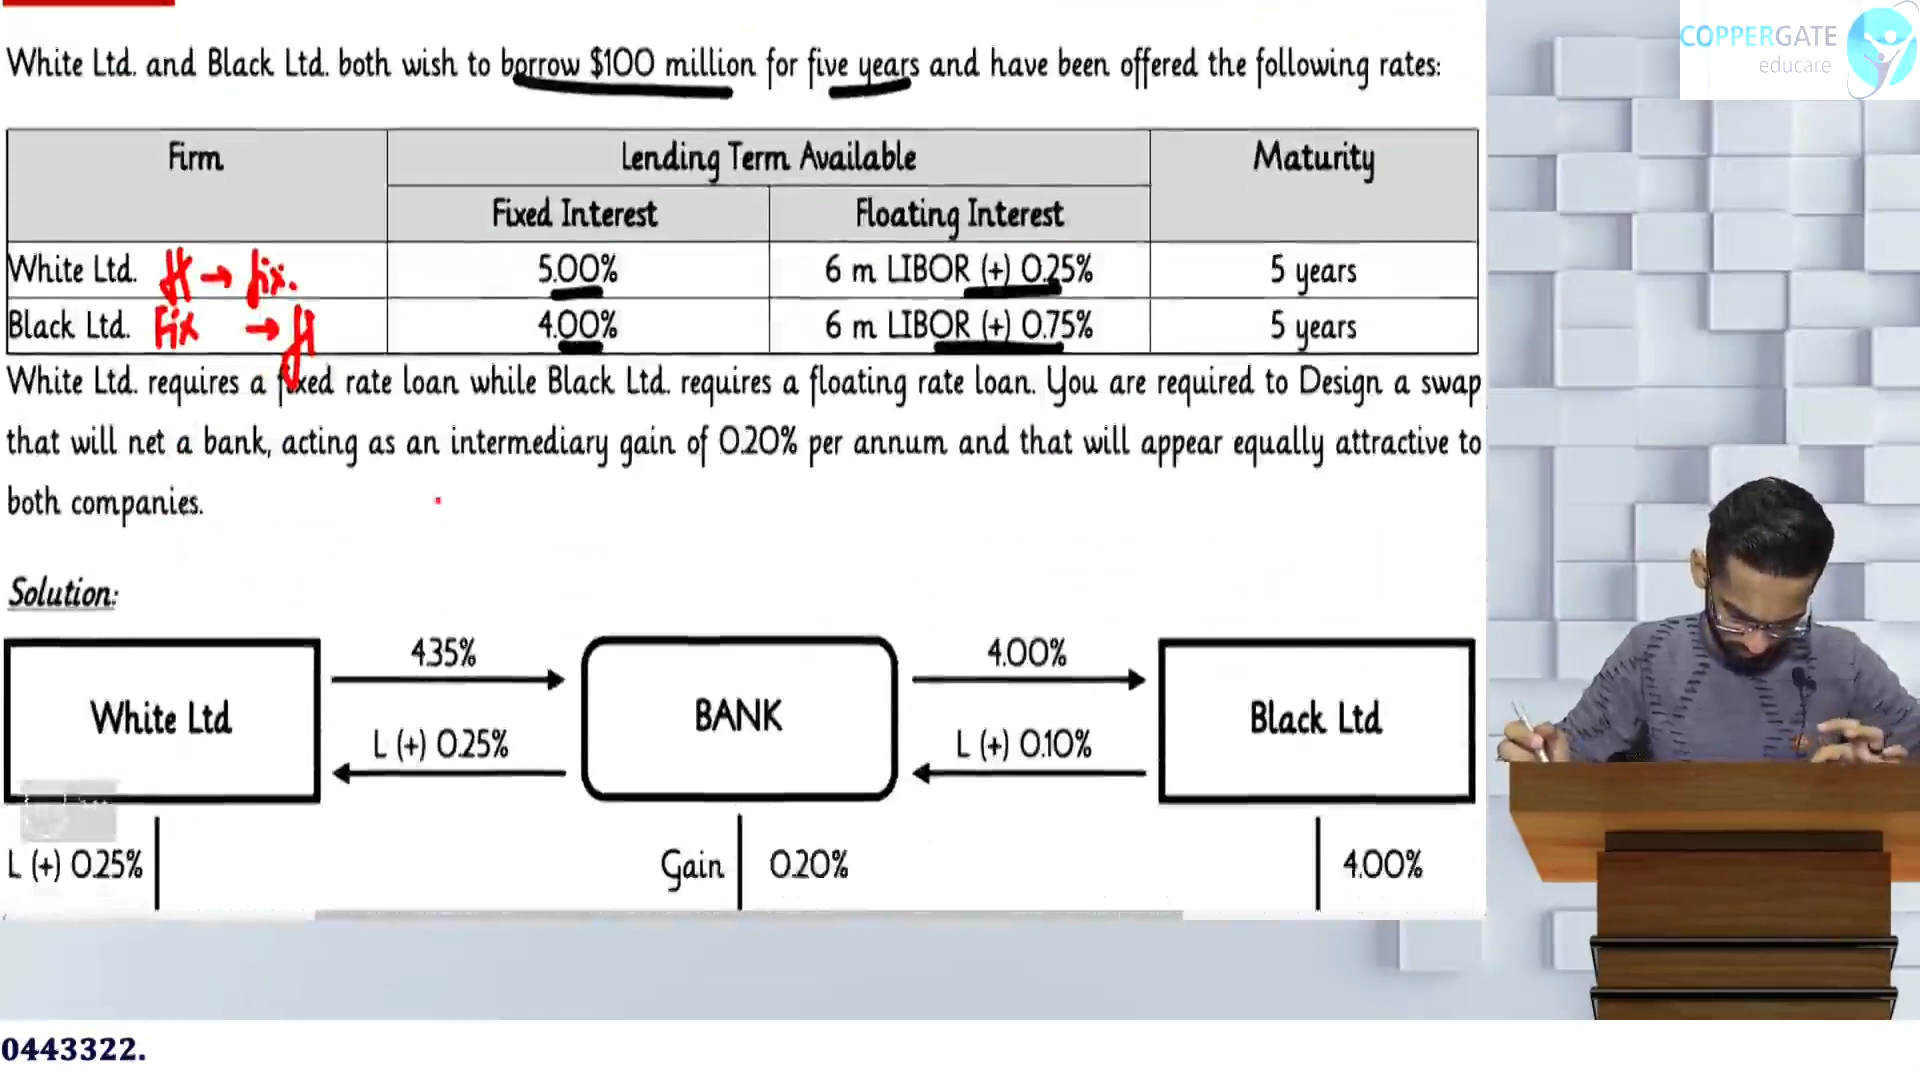 COPPERGATE
educare
White Ltd. and Black Ltd. both wish to borrow $100 million for five years and have been offered the following rates:
Firm Lending Term Available Maturity
Fixed Interest Floating Interest
White Ltd. fl → fix. 5.00% 6 m LIBOR (+) 0.25% 5 years
Black Ltd. Fix → fl 4.00% 6 m LIBOR (+) 0.75% 5 years
White Ltd. requires a fixed rate loan while Black Ltd. requires a floating rate loan. You are required to Design a swap
that will net a bank, acting as an intermediary gain of 0.20% per annum and that will appear equally attractive to
both companies.
Solution:
4.35% 4.00%
White Ltd BANK Black Ltd
L (+) 0.25% L (+) 0.10%
L (+) 0.25% Gain 0.20% 4.00%
0443322.